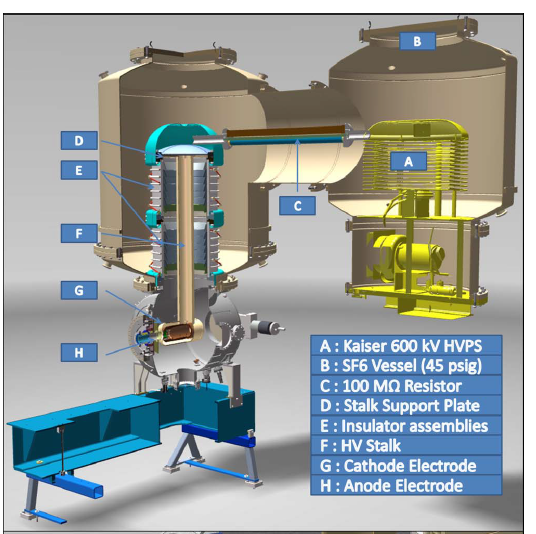 B
D
A
E
C
F
G
H
A : Kaiser 600 kV HVPS
B : SF6 Vessel (45 psig)
C : 100 MΩ Resistor
D : Stalk Support Plate
E : Insulator assemblies
F : HV Stalk
G : Cathode Electrode
H : Anode Electrode